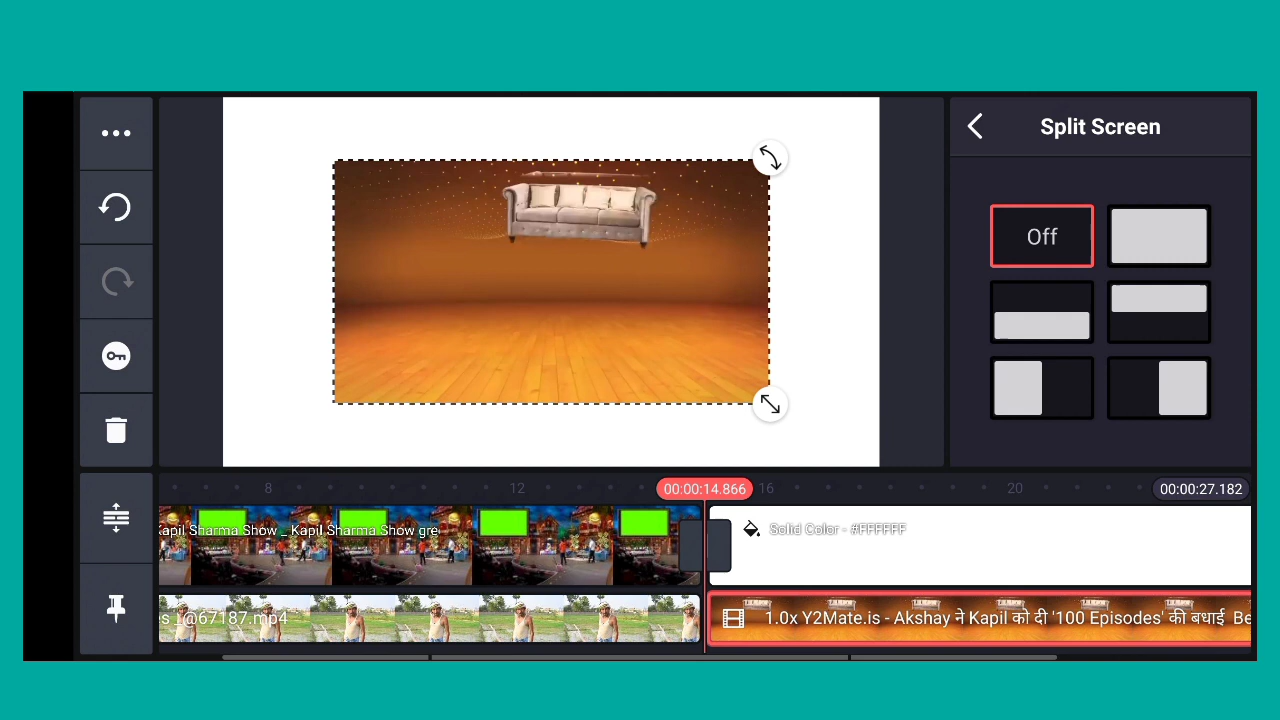 Split Screen
Off
8
12
00:00:14.866
16
20
00:00:27.182
Kapil Sharma Show _ Kapil Sharma Show gre
Solid Color - #FFFFFF
s _@67187.mp4
1.0x Y2Mate.is - Akshay ने Kapil को दी '100 Episodes' की बधाई Be